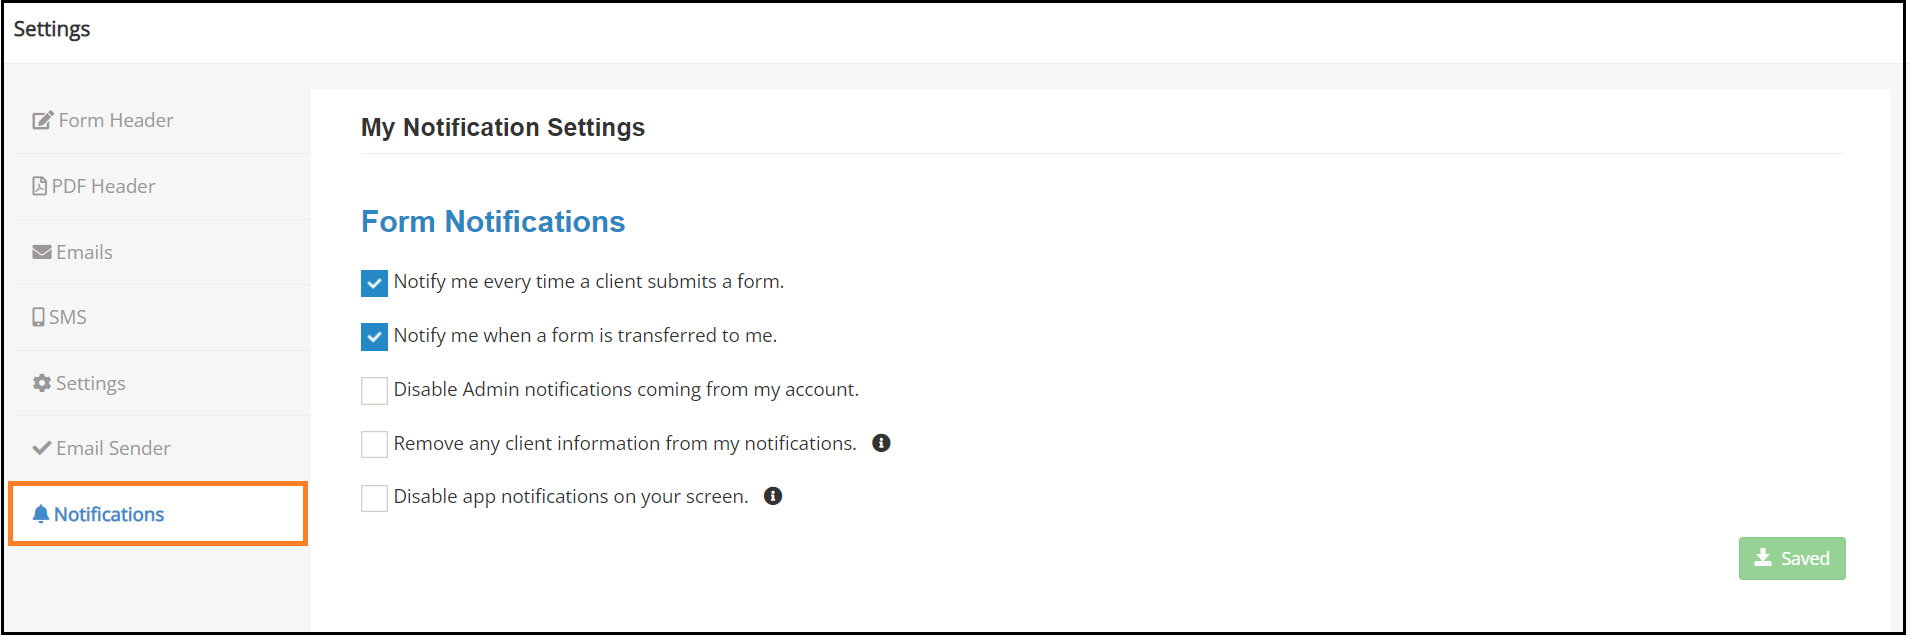 Settings
Form Header
PDF Header
Emails
SMS
Settings
Email Sender
Notifications
My Notification Settings
Form Notifications
Notify me every time a client submits a form.
Notify me when a form is transferred to me.
Disable Admin notifications coming from my account.
Remove any client information from my notifications.
Disable app notifications on your screen.
Saved